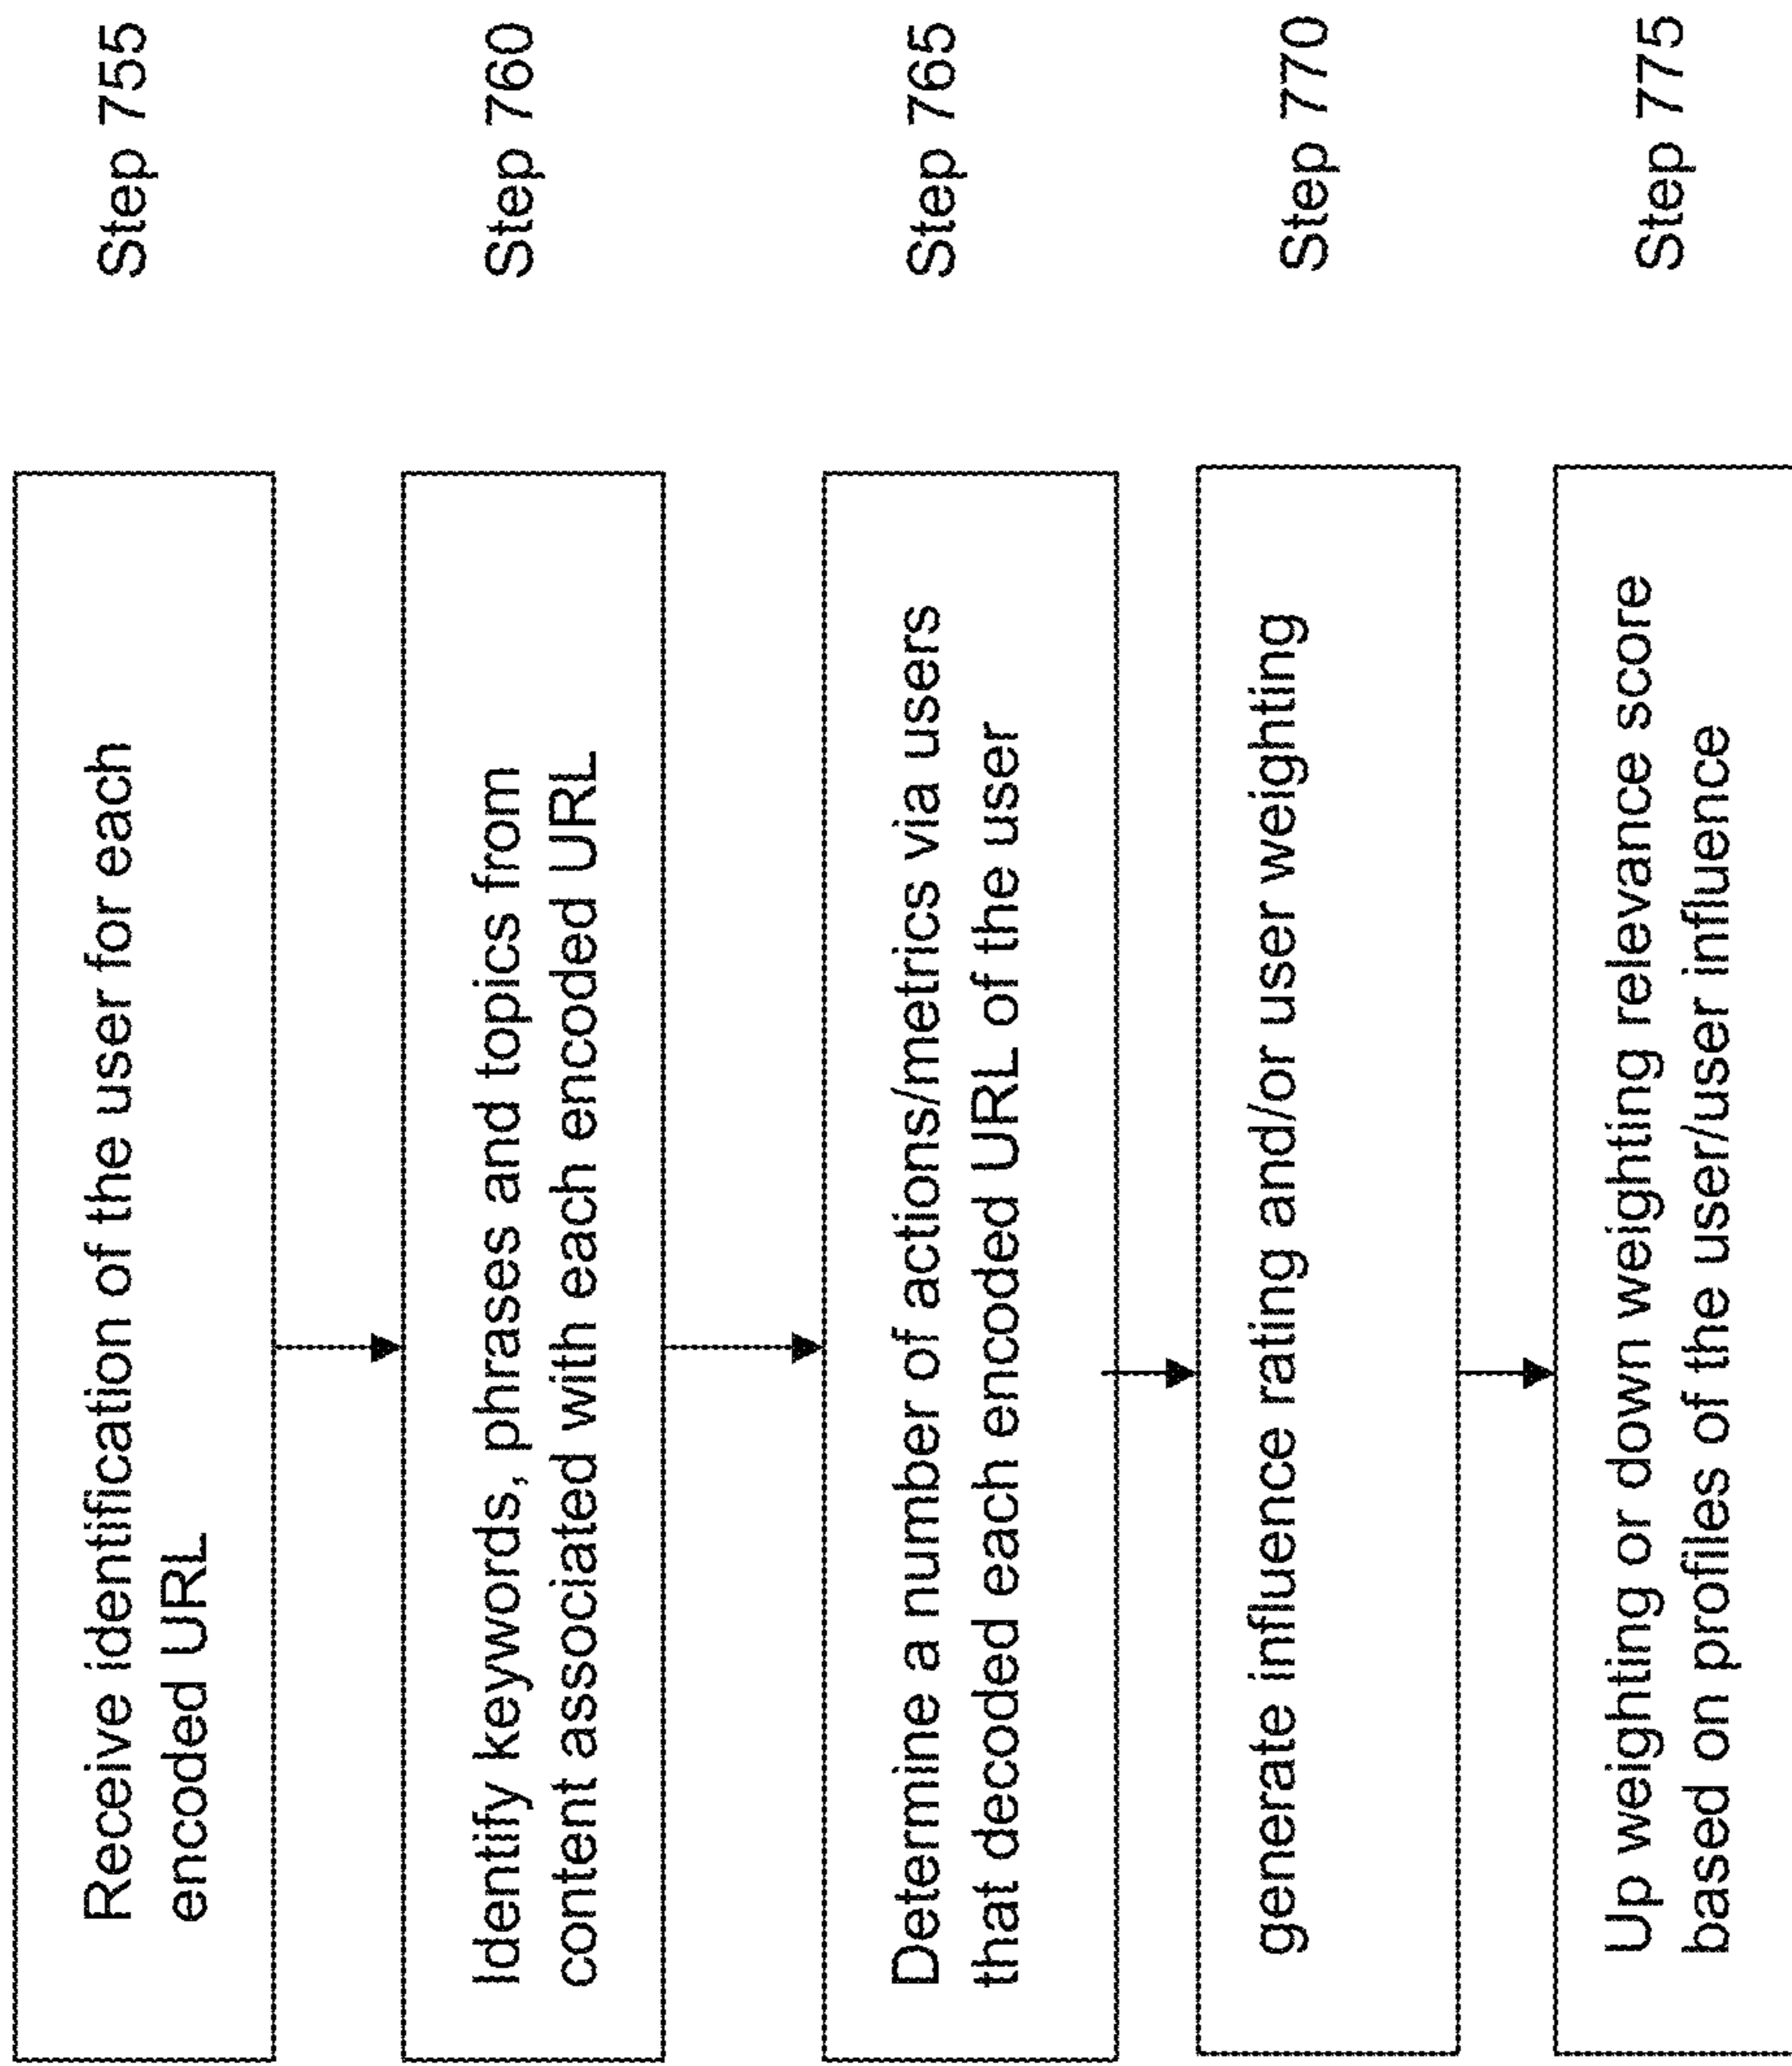 Receive identification of the user for each
encoded URL
Step 755
Identify keywords, phrases and topics from
content associated with each encoded URL
Step 760
Determine a number of actions/metrics via users
that decoded each encoded URL of the user
Step 765
generate influence rating and/or user weighting
Step 770
Up weighting or down weighting relevance score
based on profiles of the user/user influence
Step 775